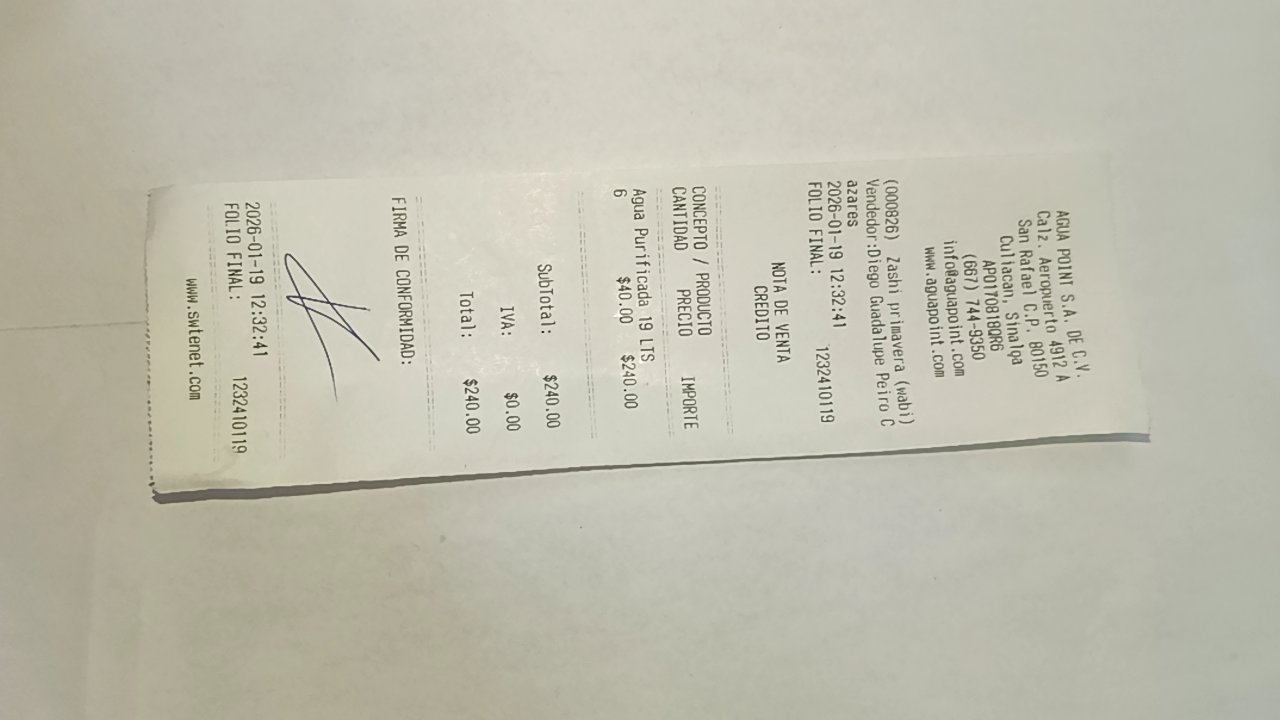 AGUA POINT S.A. DE C.V.
Calz. Aeropuerto 4912 A
San Rafael C.P. 80150
Culiacan, Sinaloa
APO170818QR6
(667) 744-9350
info@aguapoint.com
www.aguapoint.com
(000826) Zashi primavera (wabi)
Vendedor:Diego Guadalupe Peiro C
azares
2026-01-19 12:32:41
FOLIO FINAL: 1232410119
NOTA DE VENTA
CREDITO
CONCEPTO / PRODUCTO
CANTIDAD PRECIO IMPORTE
Agua Purificada 19 LTS
6 $40.00 $240.00
SubTotal: $240.00
IVA: $0.00
Total: $240.00
FIRMA DE CONFORMIDAD:
2026-01-19 12:32:41
FOLIO FINAL: 1232410119
www.swtenet.com